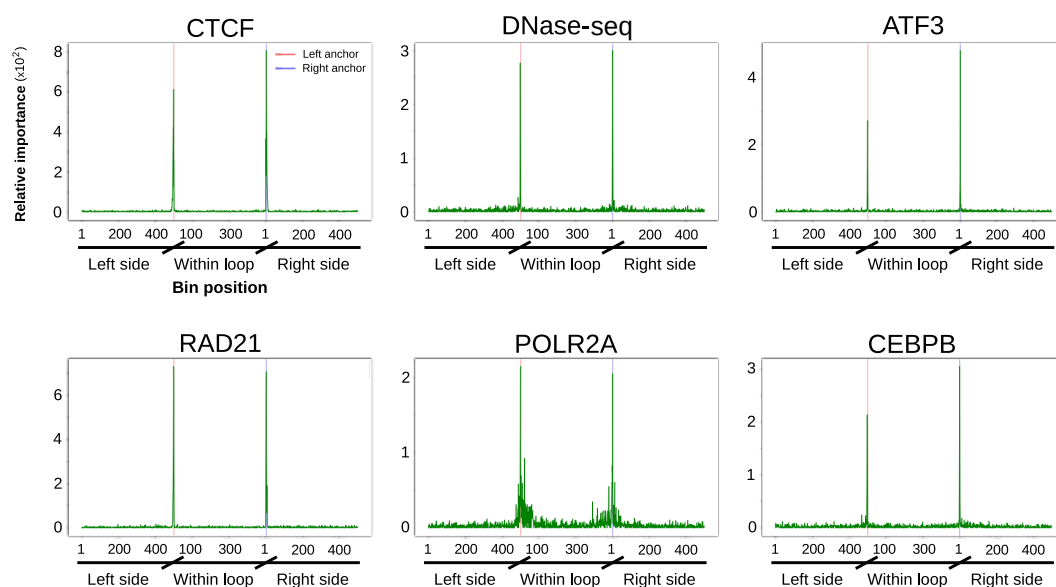 CTCF
DNase-seq
ATF3
Relative importance (x10²)
8
6
4
2
0
Left anchor
Right anchor
3
2
1
0
4
2
0
1 200 400 100 300 1 200 400
1 200 400 100 300 1 200 400
1 200 400 100 300 1 200 400
Left side Within loop Right side
Left side Within loop Right side
Left side Within loop Right side
Bin position
RAD21
POLR2A
CEBPB
6
4
2
0
2
1
0
3
2
1
0
1 200 400 100 300 1 200 400
1 200 400 100 300 1 200 400
1 200 400 100 300 1 200 400
Left side Within loop Right side
Left side Within loop Right side
Left side Within loop Right side